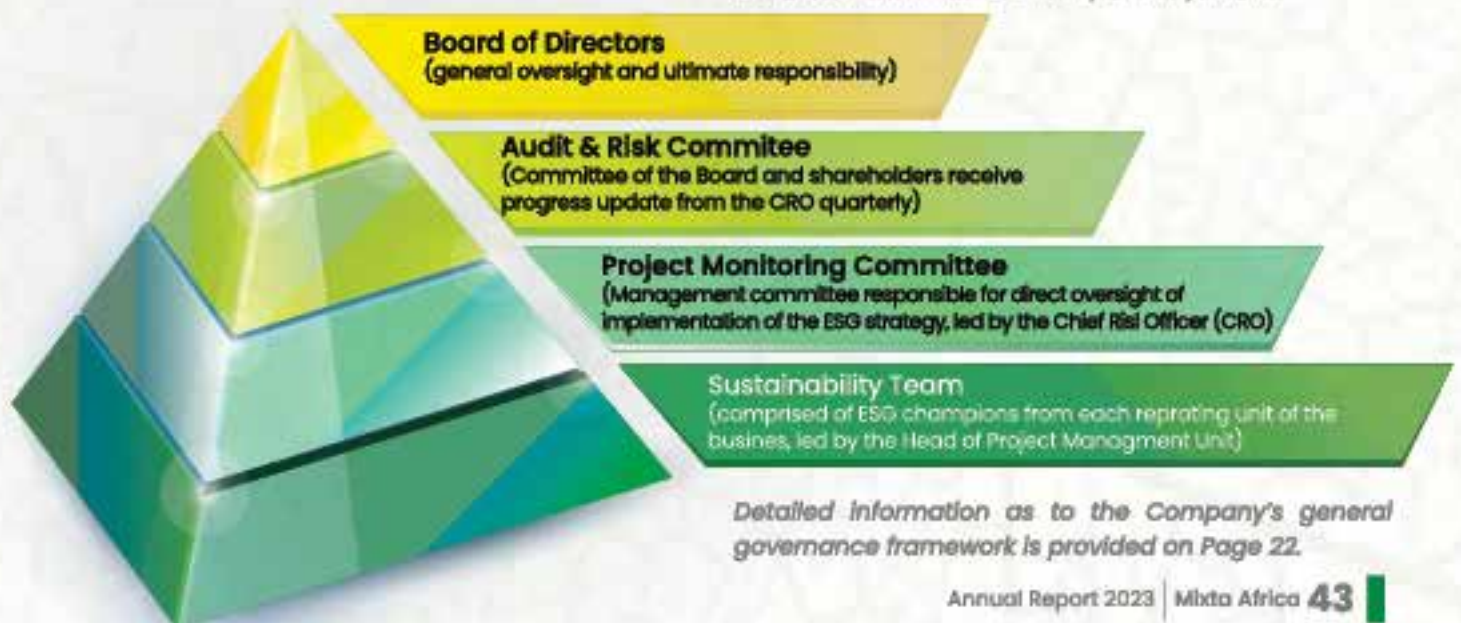 Board of Directors
(general oversight and ultimate responsibility)
Audit & Risk Commitee
(Committee of the Board and shareholders receive
progress update from the CRO quarterly)
Project Monitoring Committee
(Management committee responsible for direct oversight of
implementation of the ESG strategy, led by the Chief Risl Officer (CRO)
Sustainability Team
(comprised of ESG champions from each reprating unit of the
busines, led by the Head of Project Managment Unit)
Detailed information as to the Company's general
governance framework is provided on Page 22.
Annual Report 2023 | Mixta Africa 43